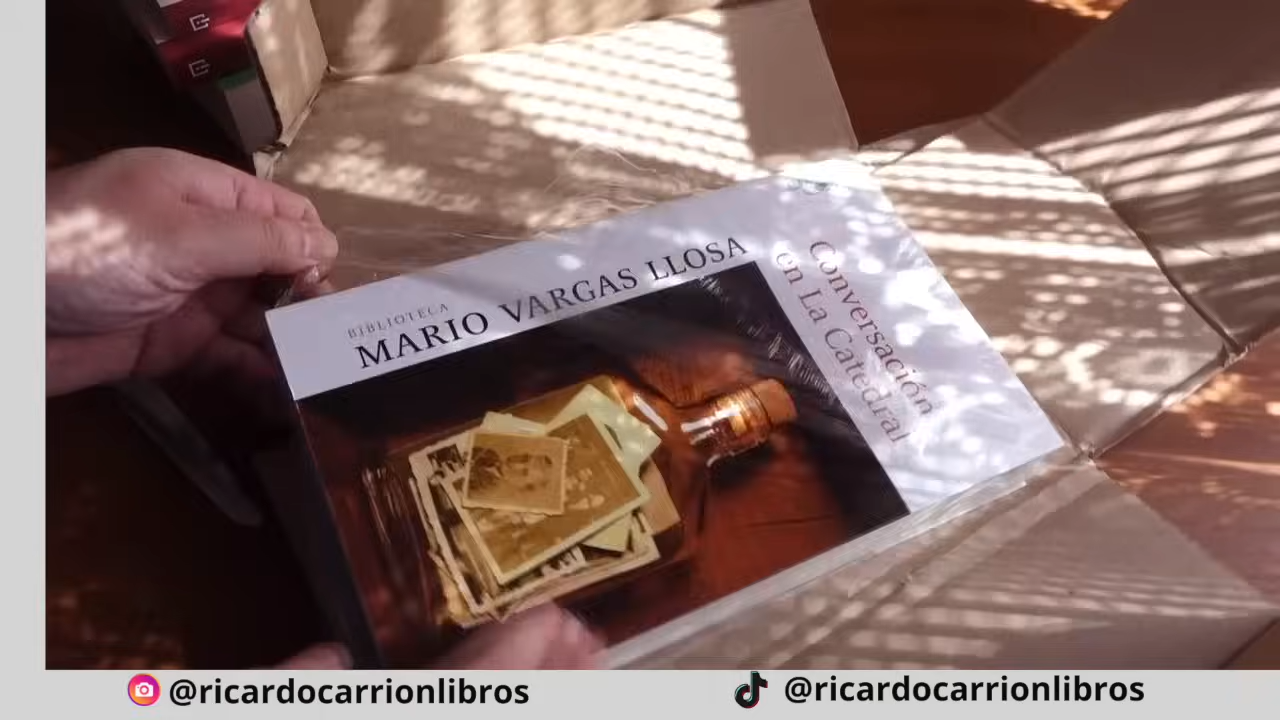 BIBLIOTECA
MARIO VARGAS LLOSA
Conversación
en La Catedral
@ricardocarrionlibros
@ricardocarrionlibros